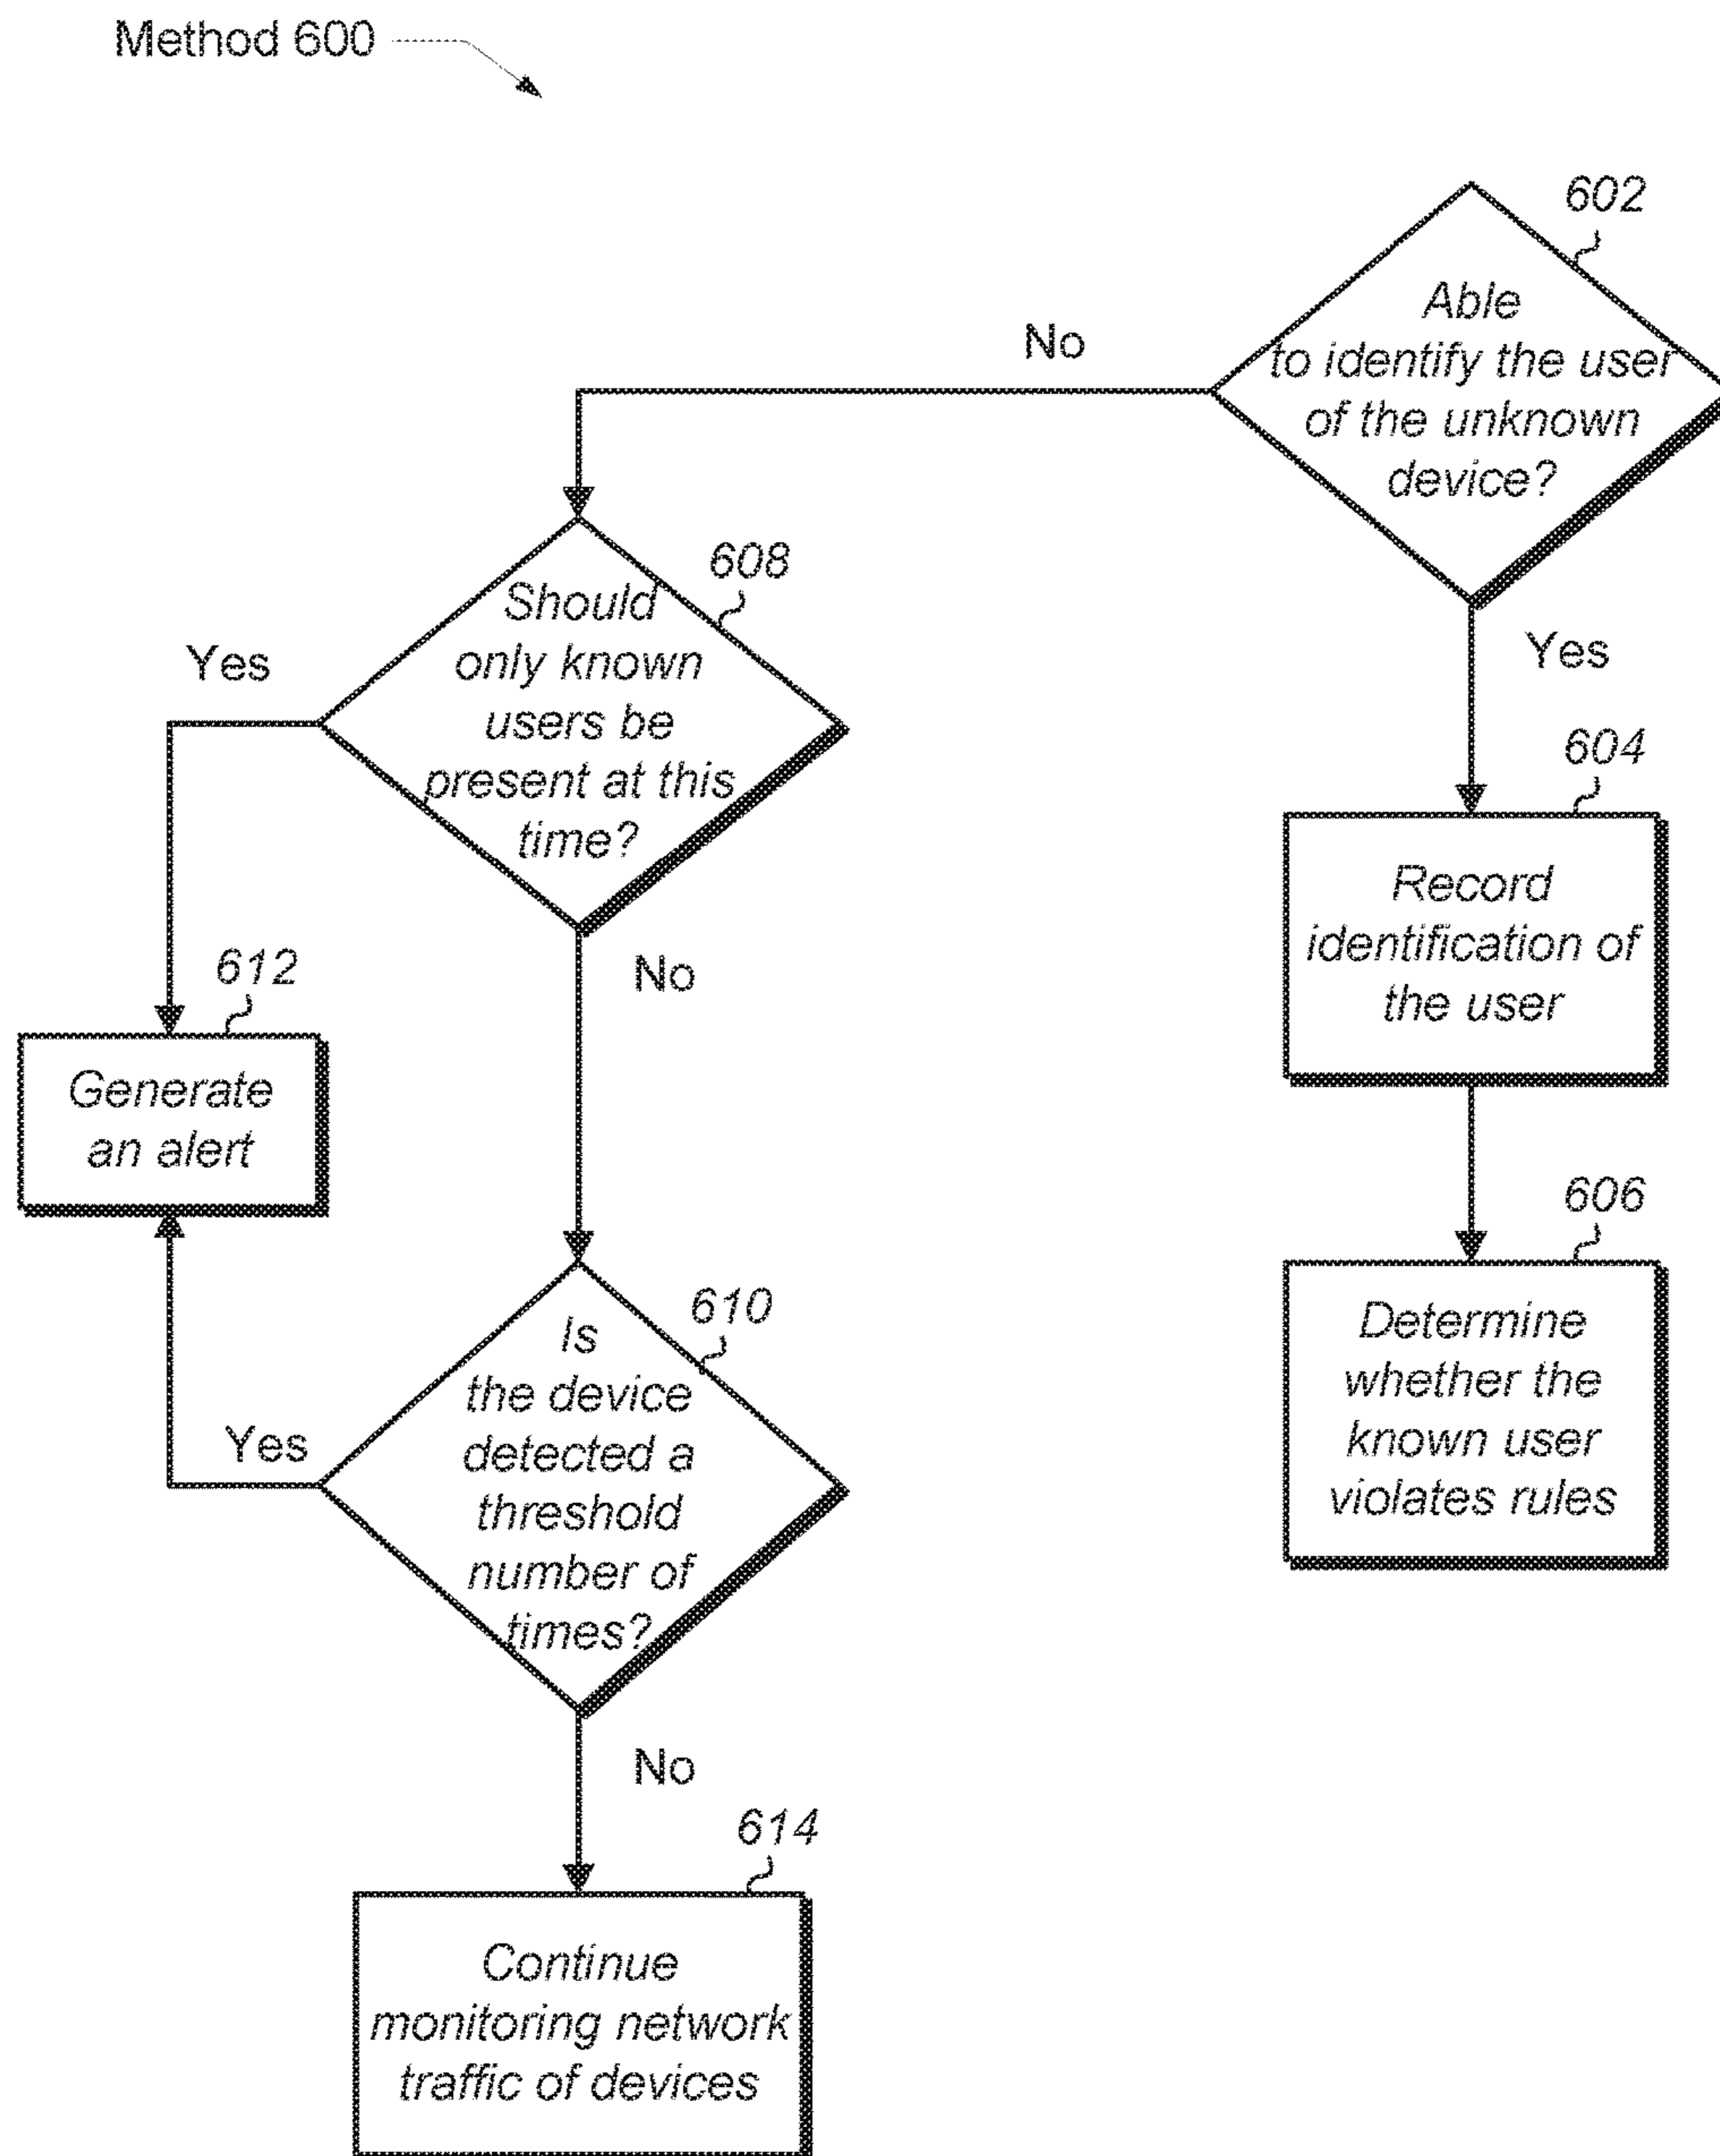 Method 600
602
Able
to identify the user
of the unknown
device?
No
Yes
608
Should
only known
users be
present at this
time?
Yes
No
604
Record
identification of
the user
612
Generate
an alert
606
Determine
whether the
known user
violates rules
610
Is
the device
detected a
threshold
number of
times?
Yes
No
614
Continue
monitoring network
traffic of devices